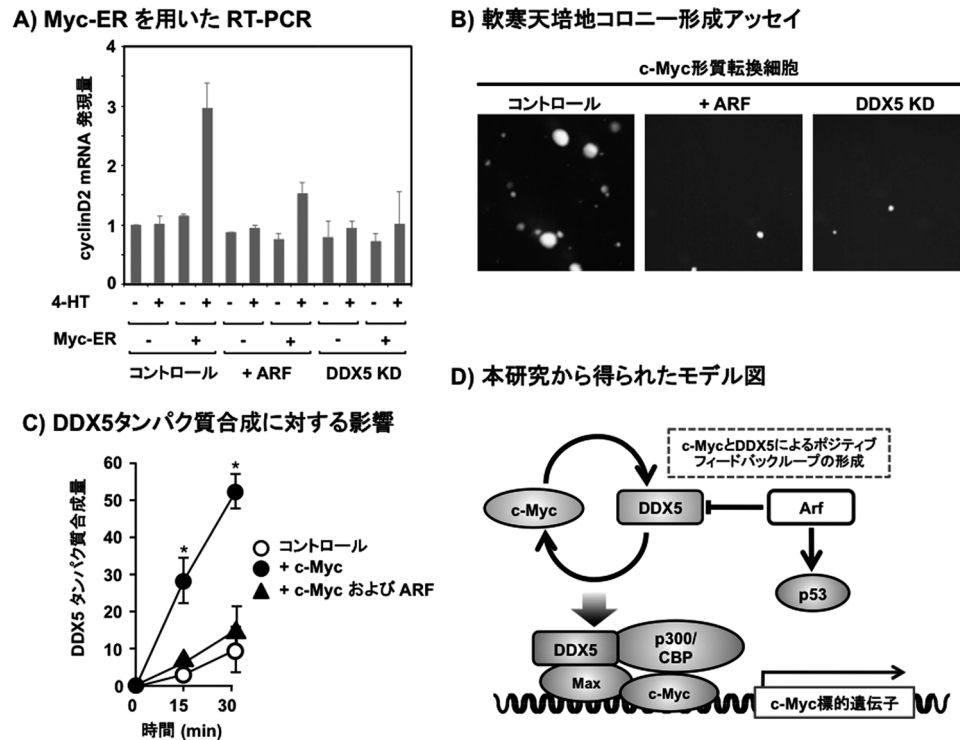 A) Myc-ER を用いた RT-PCR
cyclinD2 mRNA 発現量
4
3
2
1
0
4-HT - + - + - + - + - + - +
Myc-ER - + - + - +
コントロール + ARF DDX5 KD
B) 軟寒天培地コロニー形成アッセイ
c-Myc形質転換細胞
コントロール + ARF DDX5 KD
C) DDX5タンパク質合成に対する影響
DDX5 タンパク質合成量
60
50
40
30
20
10
0
* *
0 15 30
時間 (min)
コントロール
+ c-Myc
+ c-Myc および ARF
D) 本研究から得られたモデル図
c-MycとDDX5によるポジティブ
フィードバックループの形成
c-Myc DDX5 Arf
p53
DDX5 p300/
CBP
Max c-Myc
c-Myc標的遺伝子